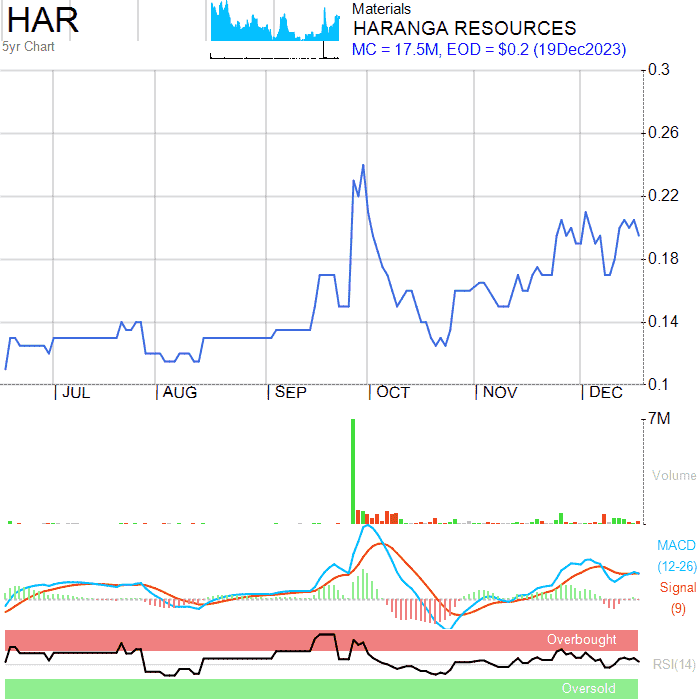 HAR
5yr Chart
Materials
HARANGA RESOURCES
MC = 17.5M, EOD = $0.2 (19Dec2023)
0.3
0.26
0.22
0.18
0.14
0.1
JUL AUG SEP OCT NOV DEC
7M
Volume
MACD
(12-26)
Signal
(9)
Overbought
RSI(14)
Oversold